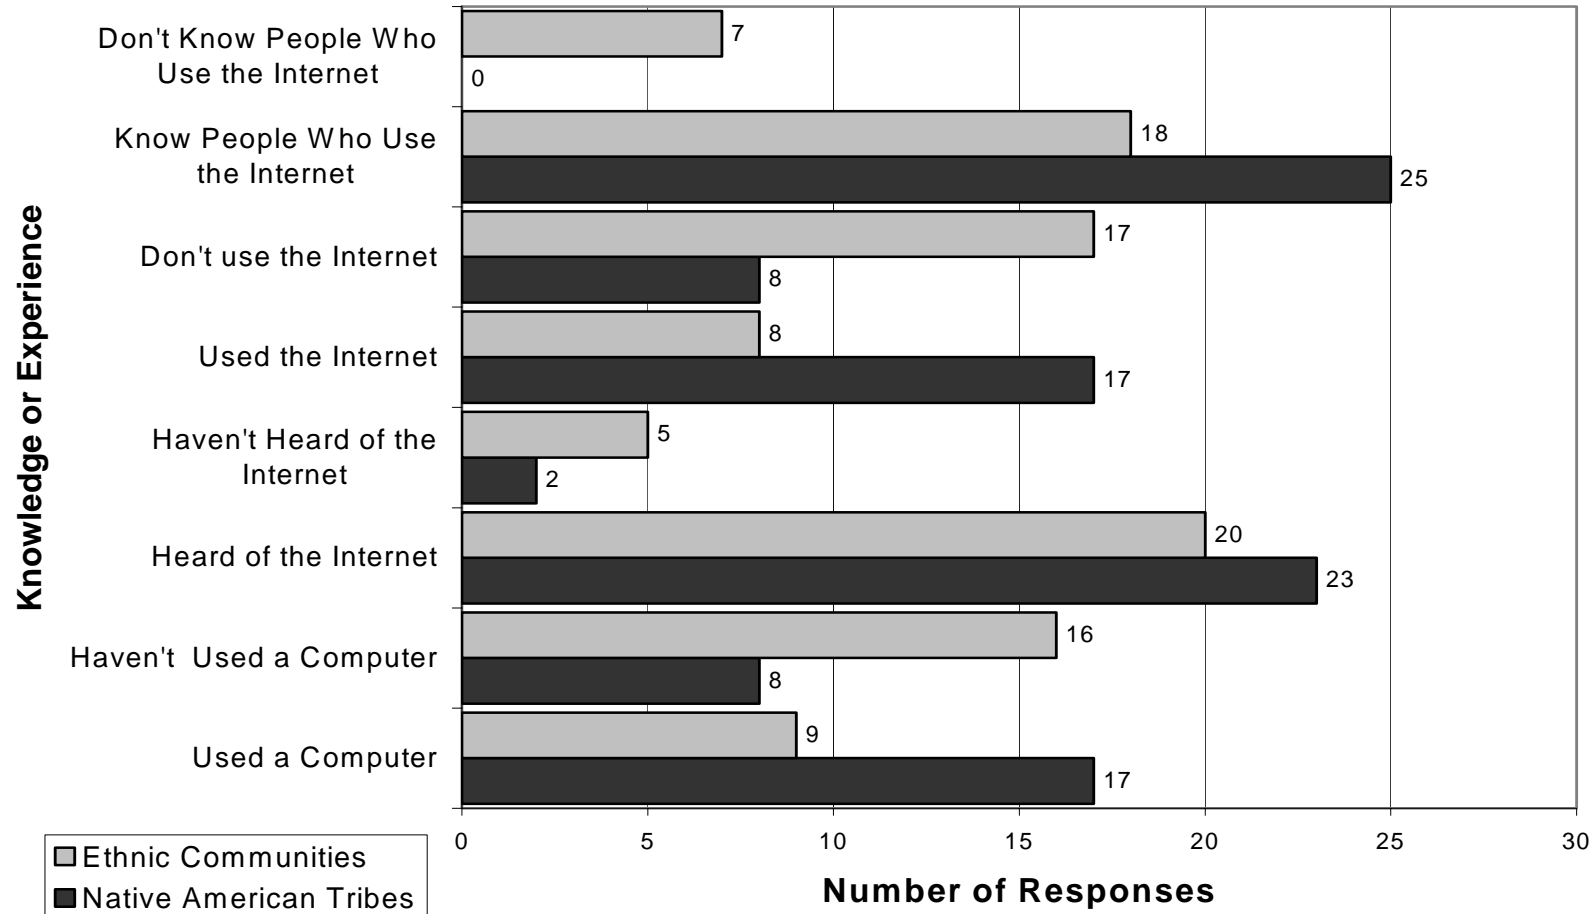 Knowledge or Experience
Don't Know People Who
Use the Internet
7
0
Know People Who Use
the Internet
18
25
Don't use the Internet
17
8
Used the Internet
8
17
Haven't Heard of the
Internet
5
2
Heard of the Internet
20
23
Haven't Used a Computer
16
8
Used a Computer
9
17
0 5 10 15 20 25 30
Number of Responses
Ethnic Communities
Native American Tribes